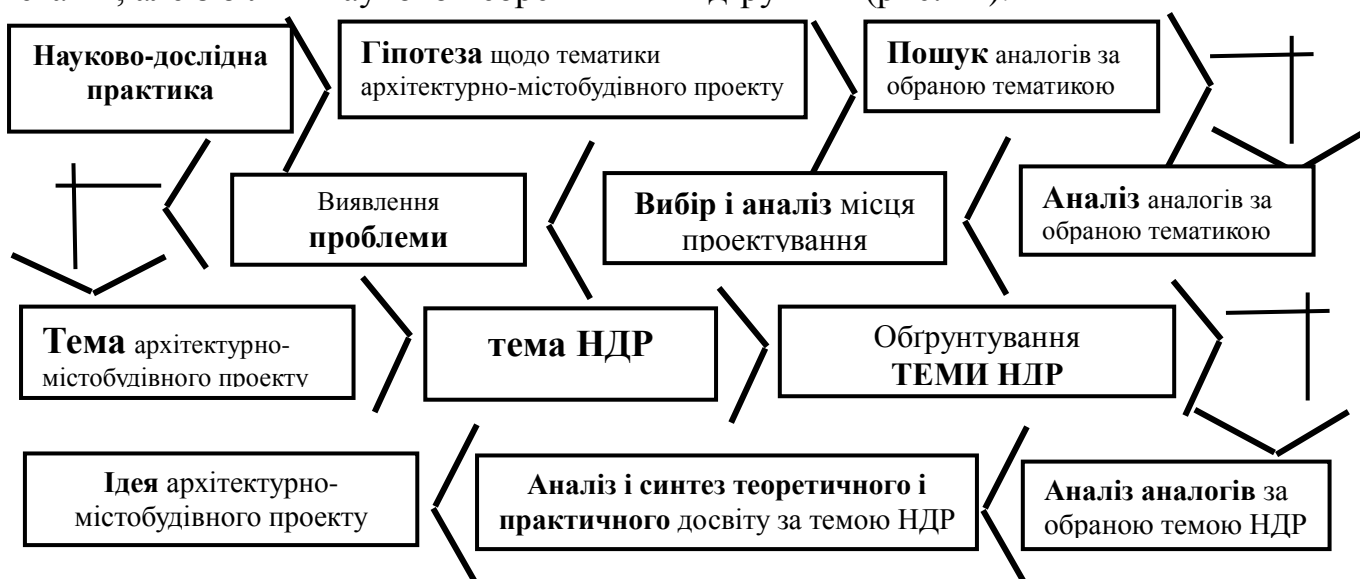 Науково-дослідна
практика
Гіпотеза щодо тематики
архітектурно-містобудівного проекту
Пошук аналогів за
обраною тематикою
Аналіз аналогів за
обраною тематикою
Вибір і аналіз місця
проектування
Виявлення
проблеми
Тема архітектурно-
містобудівного проекту
тема НДР
Обґрунтування
ТЕМИ НДР
Аналіз аналогів за
обраною темою НДР
Аналіз і синтез теоретичного і
практичного досвіту за темою НДР
Ідея архітектурно-
містобудівного проекту